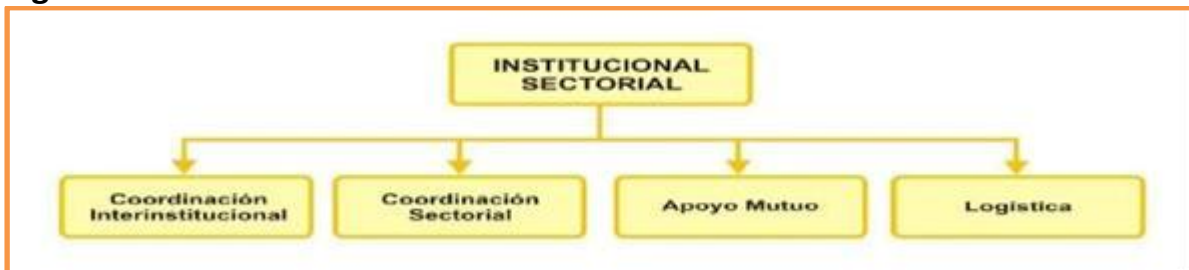 INSTITUCIONAL
SECTORIAL
Coordinación
Interinstitucional
Coordinación
Sectorial
Apoyo Mutuo
Logística